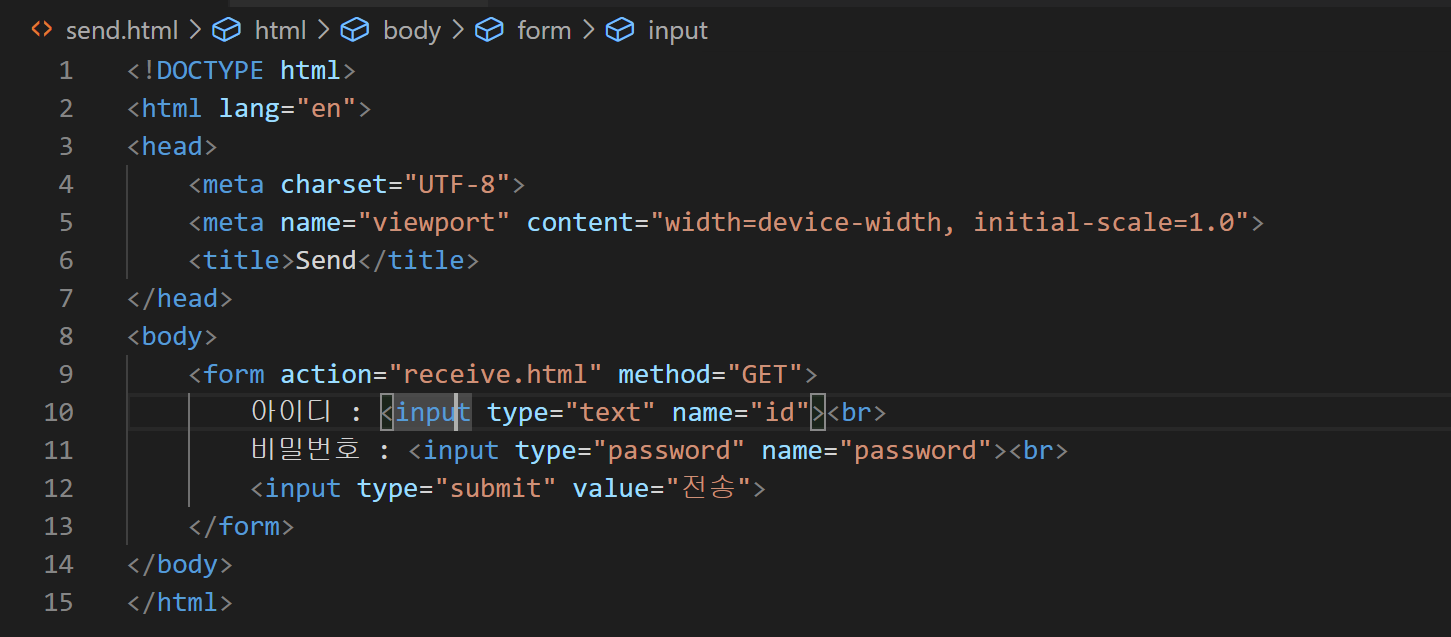 send.html > html > body > form > input
1 <!DOCTYPE html>
2 <html lang="en">
3 <head>
4     <meta charset="UTF-8">
5     <meta name="viewport" content="width=device-width, initial-scale=1.0">
6     <title>Send</title>
7 </head>
8 <body>
9     <form action="receive.html" method="GET">
10         아이디 : <input type="text" name="id"><br>
11         비밀번호 : <input type="password" name="password"><br>
12         <input type="submit" value="전송">
13     </form>
14 </body>
15 </html>